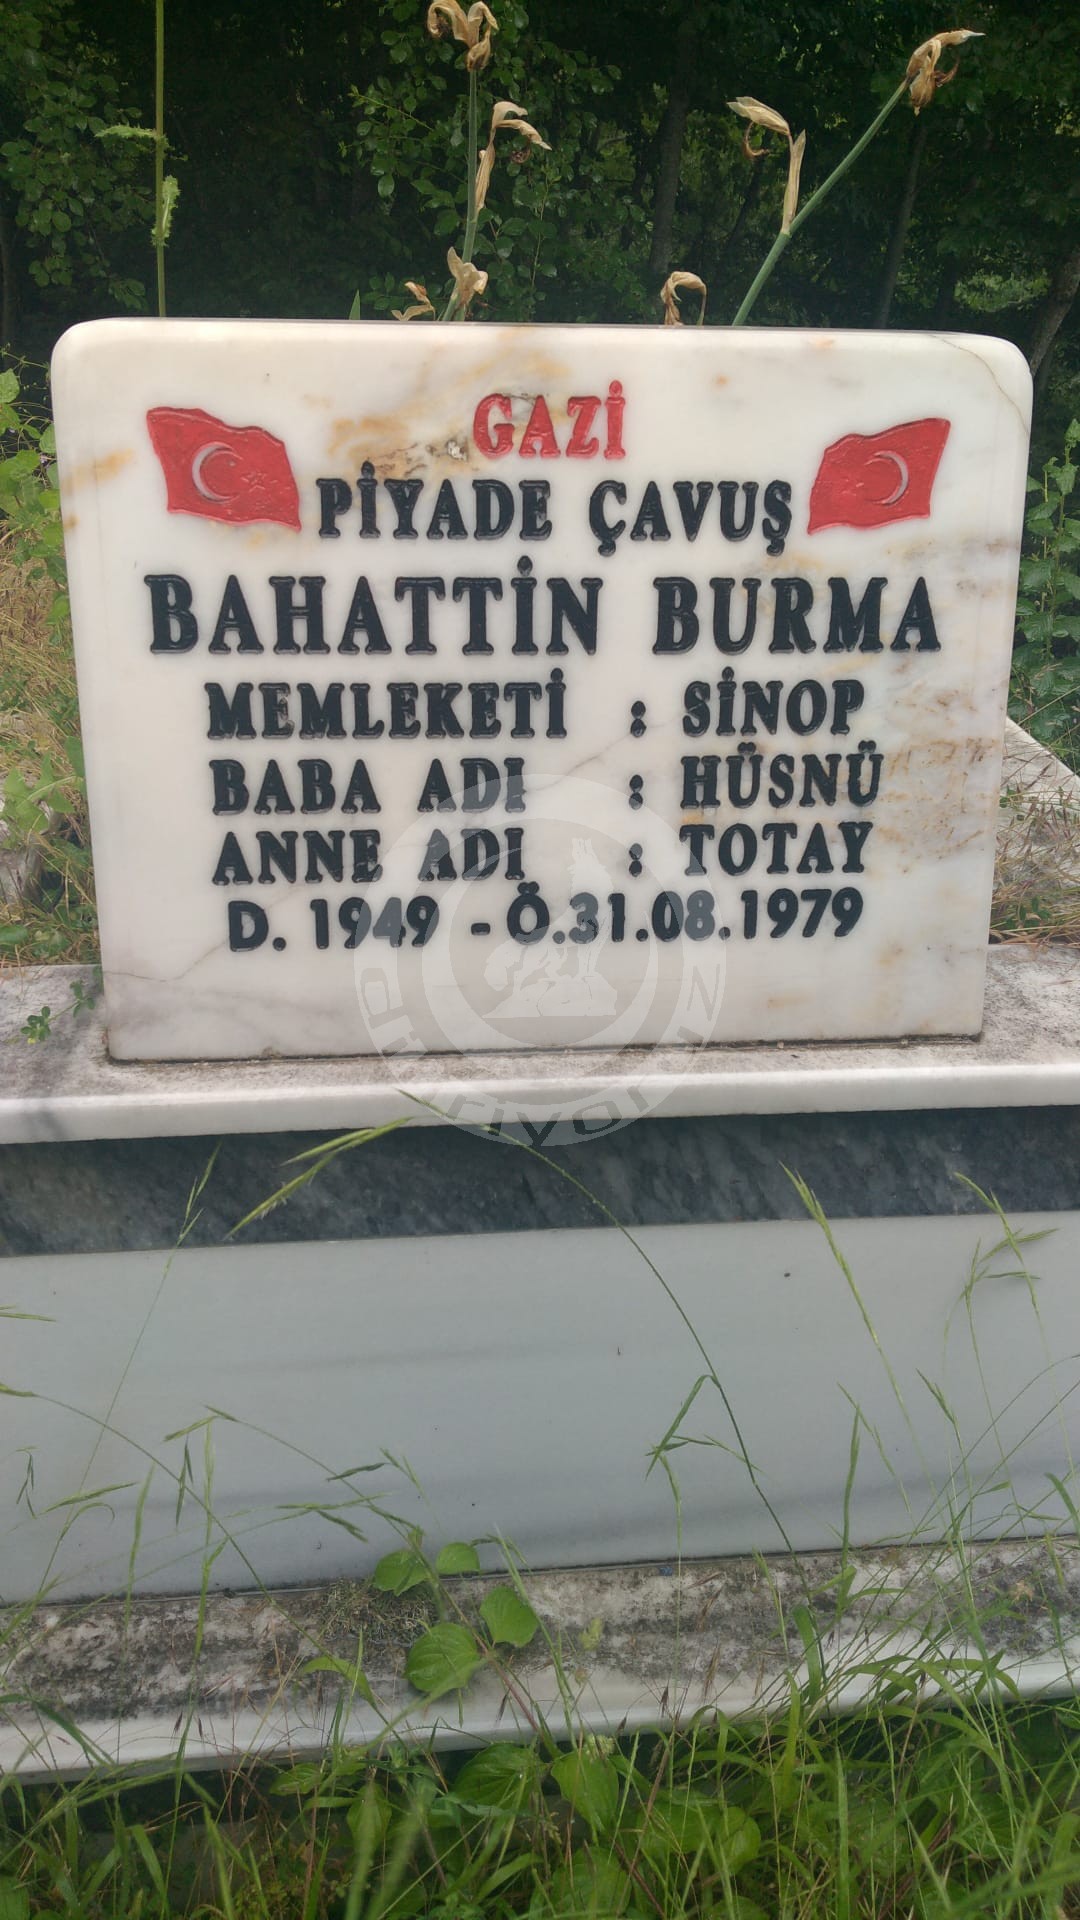 GAZİ
PİYADE ÇAVUŞ
BAHATTİN BURMA
MEMLEKETİ : SİNOP
BABA ADI : HÜSNÜ
ANNE ADI : TOTAY
D. 1949 - Ö.31.08.1979